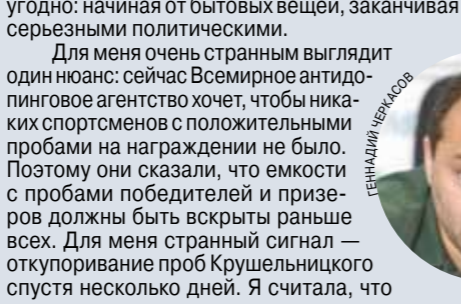 угодно: начиная от бытовых вещей, заканчивая
серьезными политическими.
Для меня очень странным выглядит
один нюанс: сейчас Всемирное антидо-
пинговое агентство хочет, чтобы ника-
ких спортсменов с положительными
пробами на награждении не было.
Поэтому они сказали, что емкости
с пробами победителей и призе-
ров должны быть вскрыты раньше
всех. Для меня странный сигнал —
откупоривание проб Крушельницкого
спустя несколько дней. Я считала, что
ГЕННАДИЙ ЧЕРКАСОВ